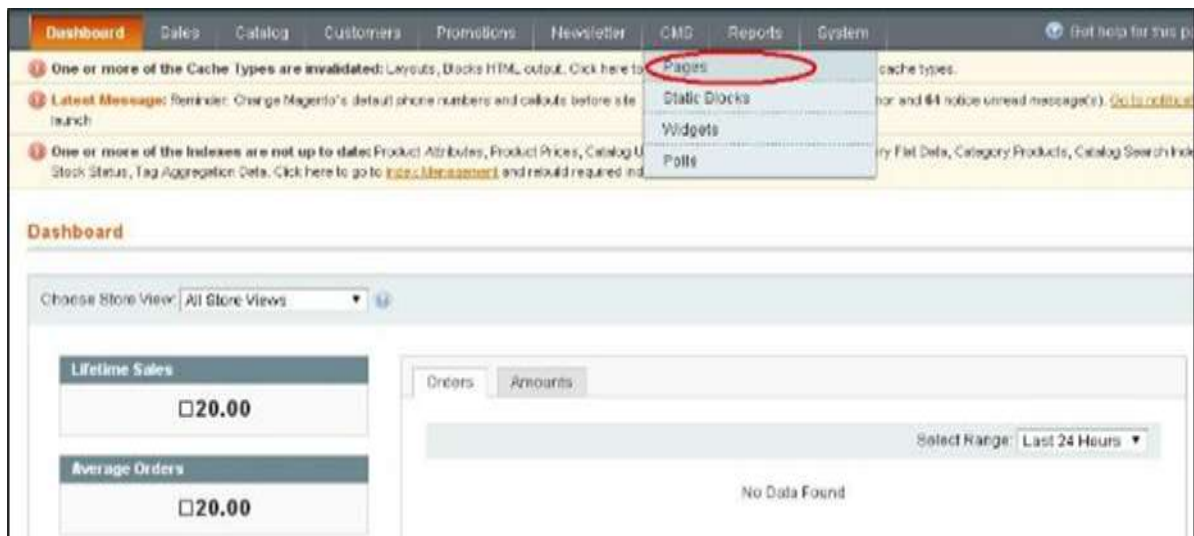 Dashboard Sales Catalog Customers Promotions Newsletter CMS Reports System Get help for this
One or more of the Cache Types are invalidated: Layouts, Blocks HTML output. Click here to
cache types.
Pages
Static Blocks
Widgets
Polls
Latest Message: Reminder: Change Magento's default phone numbers and callouts before site
launch
and 64 notice unread message(s). Go to
One or more of the Indexes are not up to date: Product Attributes, Product Prices, Catalog
Flat Data, Category Products, Catalog Search
Stock Status, Tag Aggregation Data. Click here to go to Index Management and rebuild required
Dashboard
Choose Store View: All Store Views
Lifetime Sales
□20.00
Average Orders
□20.00
Orders Amounts
Select Range: Last 24 Hours
No Data Found